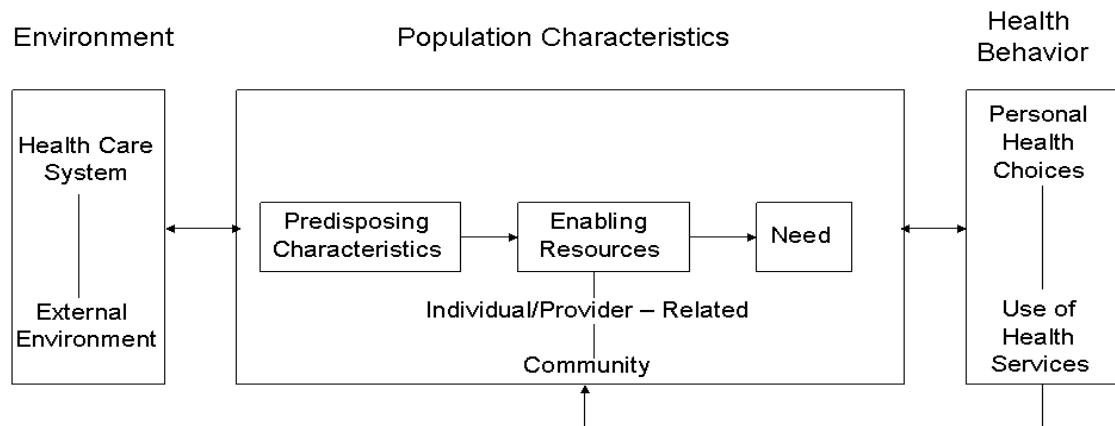 Environment
Population Characteristics
Health
Behavior
Health Care
System
External
Environment
Predisposing
Characteristics
Enabling
Resources
Need
Individual/Provider – Related
Community
Personal
Health
Choices
Use of
Health
Services